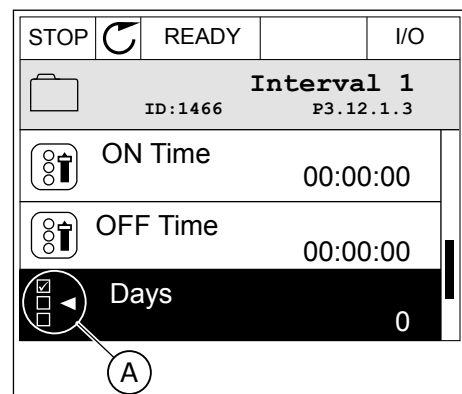 STOP READY I/O
Interval 1
ID:1466 P3.12.1.3
ON Time
00:00:00
OFF Time
00:00:00
Days
0
A